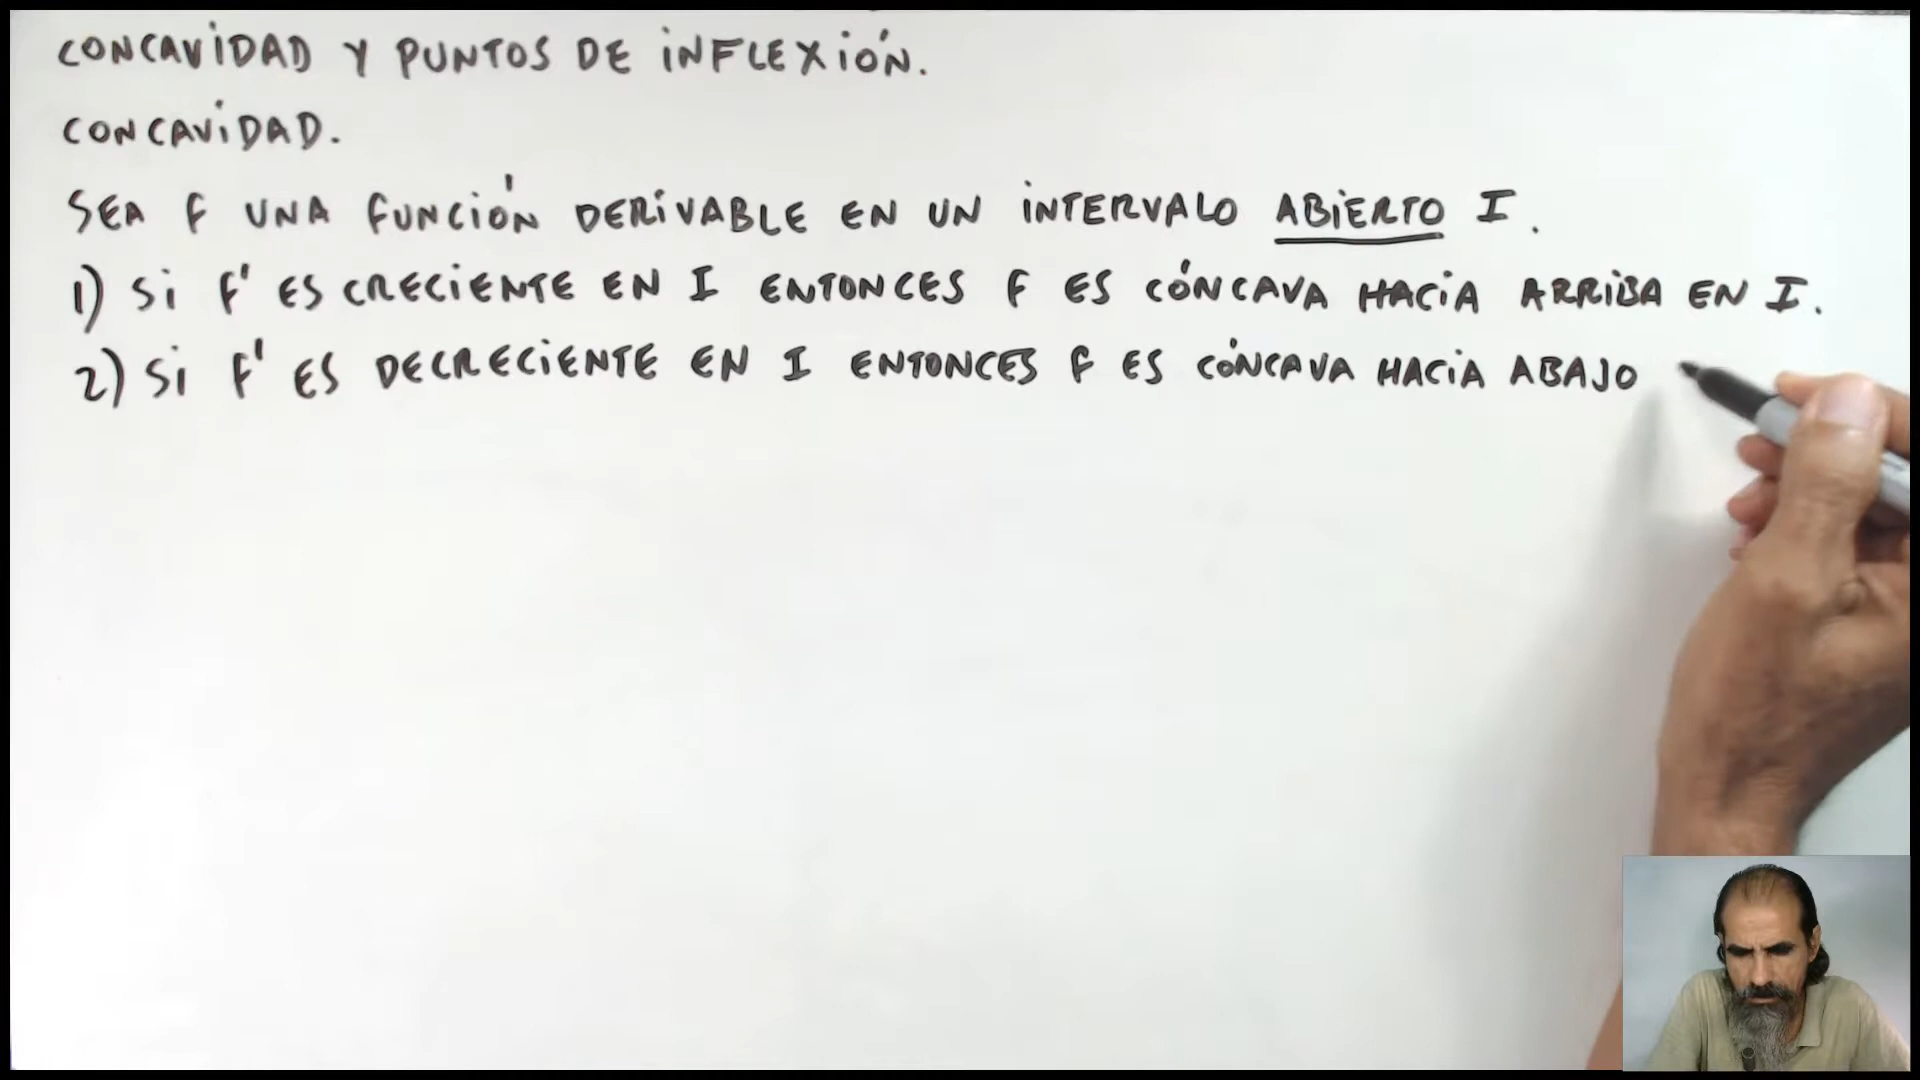 CONCAVIDAD Y PUNTOS DE INFLEXIÓN.
CONCAVIDAD.
SEA F UNA FUNCIÓN DERIVABLE EN UN INTERVALO ABIERTO I.
1) SI F' ES CRECIENTE EN I ENTONCES F ES CÓNCAVA HACIA ARRIBA EN I.
2) SI F' ES DECRECIENTE EN I ENTONCES F ES CÓNCAVA HACIA ABAJO